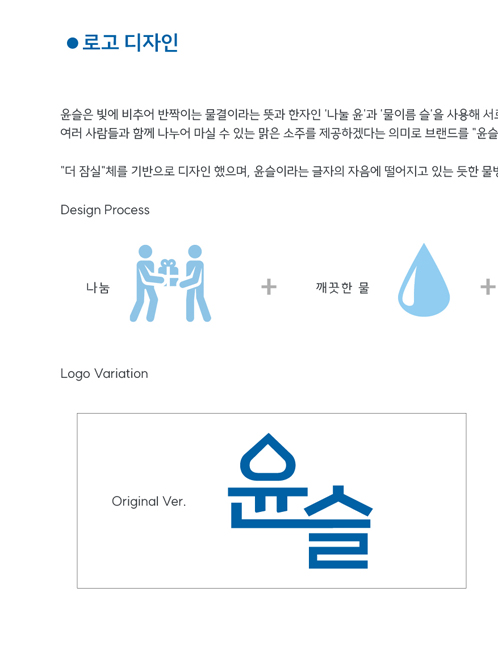 ● 로고 디자인
윤슬은 빛에 비추어 반짝이는 물결이라는 뜻과 한자인 '나눌 윤'과 '물이름 슬'을 사용해 서로
여러 사람들과 함께 나누어 마실 수 있는 맑은 소주를 제공하겠다는 의미로 브랜드를 "윤슬
"더 잠실"체를 기반으로 디자인 했으며, 윤슬이라는 글자의 자음에 떨어지고 있는 듯한 물방
Design Process
나눔 + 깨끗한 물 +
Logo Variation
Original Ver.
윤슬